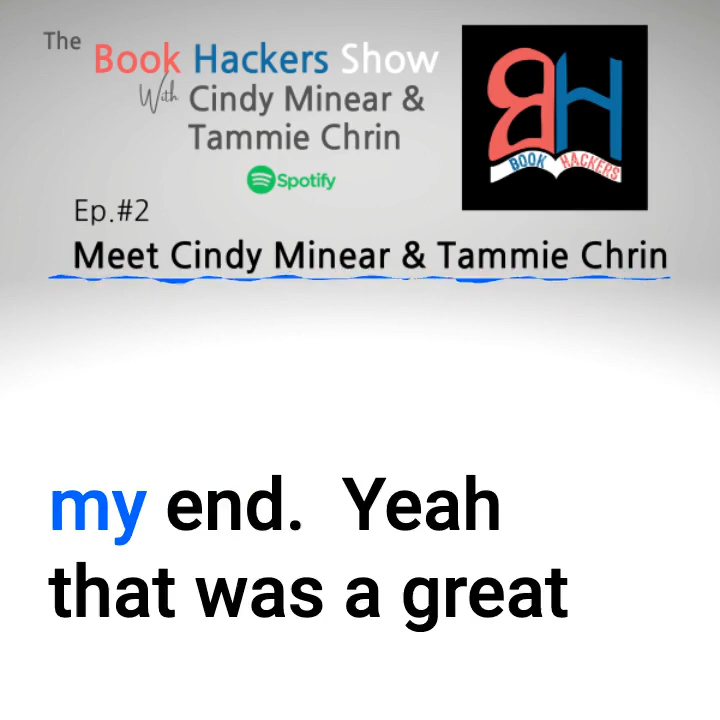 The Book Hackers Show
With Cindy Minear &
Tammie Chrin
Spotify
BH
BOOK HACKERS
Ep.#2
Meet Cindy Minear & Tammie Chrin
my end.  Yeah
that was a great